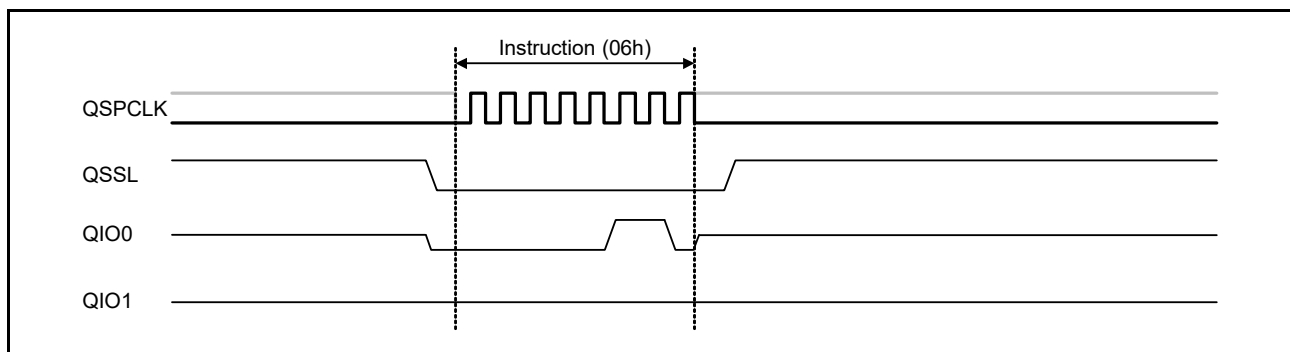 Instruction (06h)
QSPCLK
QSSL
QIO0
QIO1